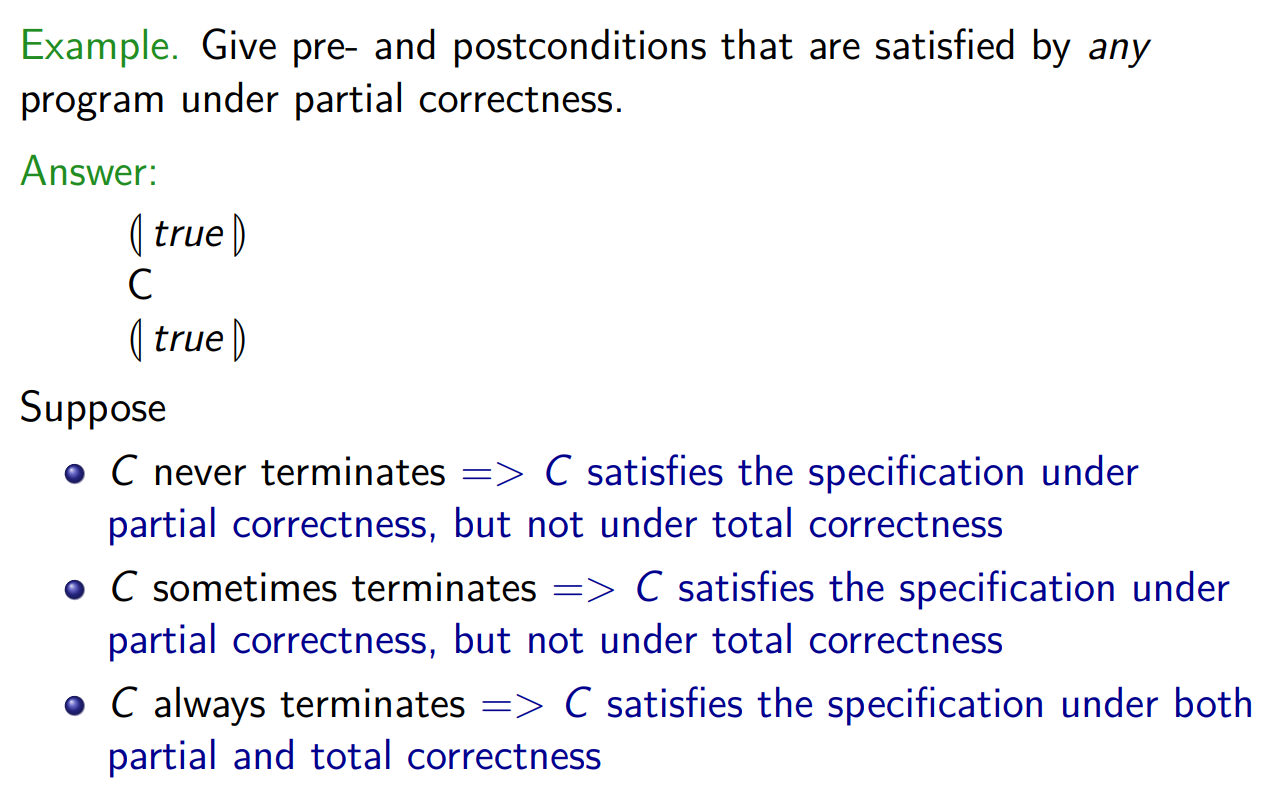 Example. Give pre- and postconditions that are satisfied by any
program under partial correctness.
Answer:
⦇ true ⦈
C
⦇ true ⦈
Suppose
• C never terminates => C satisfies the specification under
partial correctness, but not under total correctness
• C sometimes terminates => C satisfies the specification under
partial correctness, but not under total correctness
• C always terminates => C satisfies the specification under both
partial and total correctness